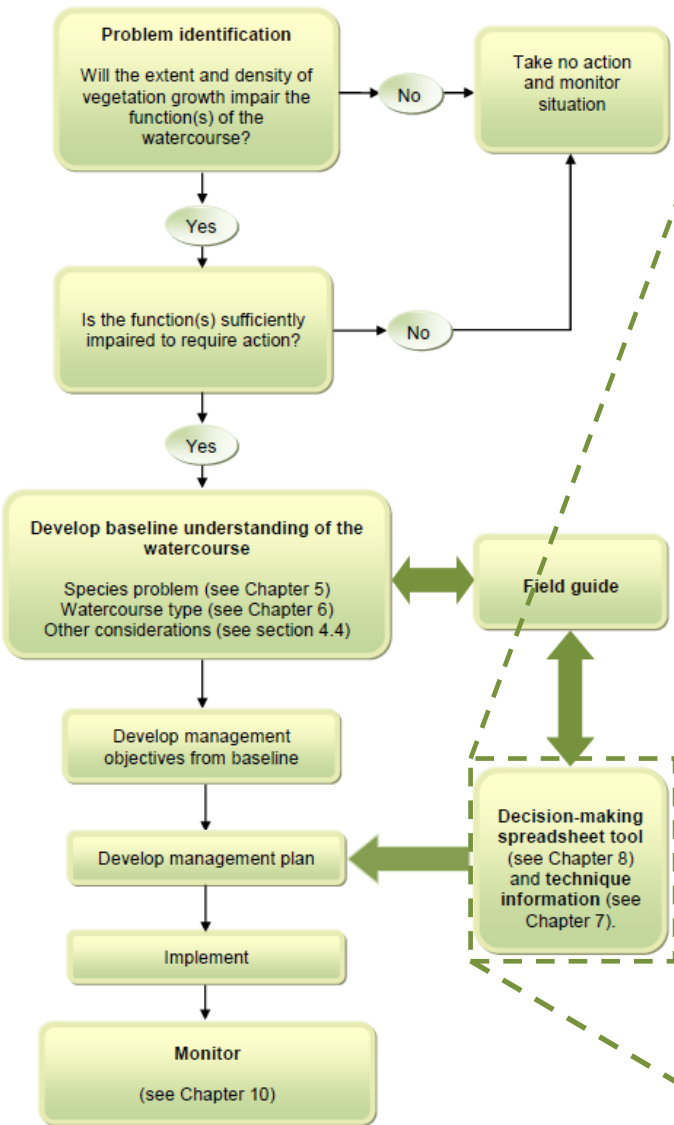 Problem identification
Will the extent and density of
vegetation growth impair the
function(s) of the
watercourse?
No
Take no action
and monitor
situation
Yes
Is the function(s) sufficiently
impaired to require action?
No
Yes
Develop baseline understanding of the
watercourse
Species problem (see Chapter 5)
Watercourse type (see Chapter 6)
Other considerations (see section 4.4)
Field guide
Develop management
objectives from baseline
Decision-making
spreadsheet tool
(see Chapter 8)
and technique
information (see
Chapter 7).
Develop management plan
Implement
Monitor
(see Chapter 10)